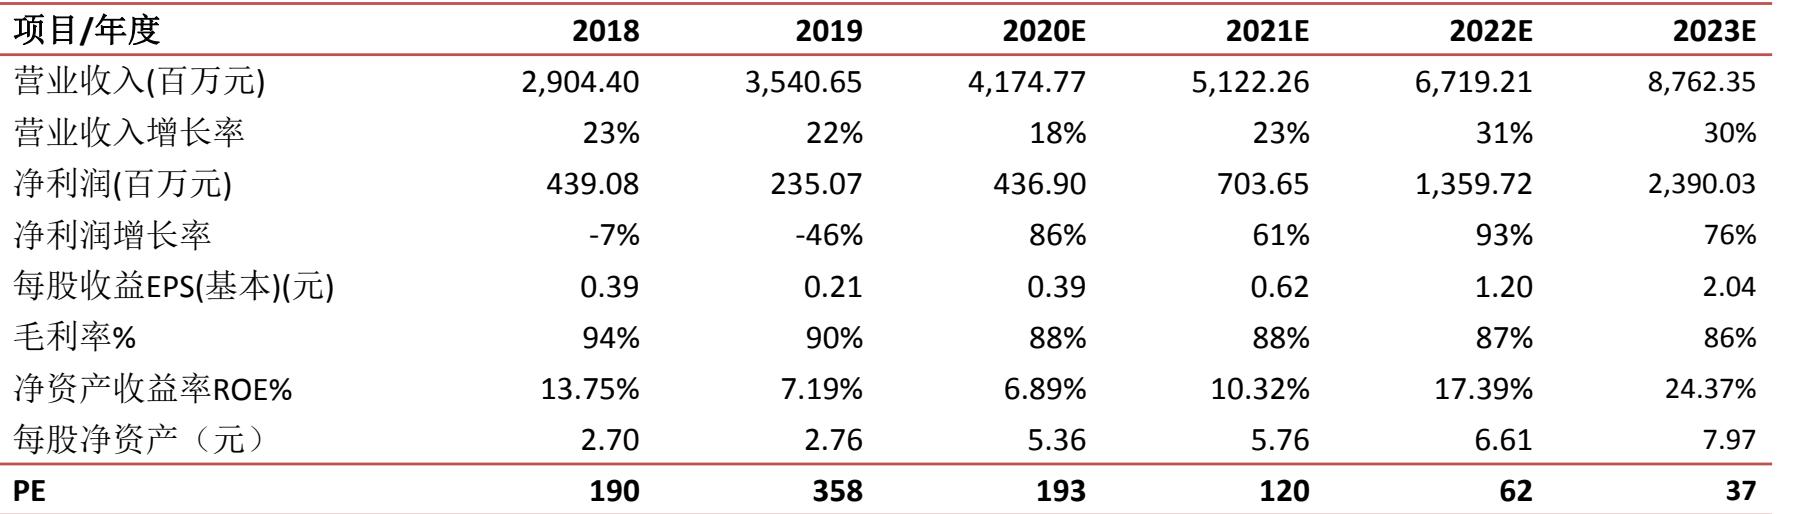 项目/年度 2018 2019 2020E 2021E 2022E 2023E
营业收入(百万元) 2,904.40 3,540.65 4,174.77 5,122.26 6,719.21 8,762.35
营业收入增长率 23% 22% 18% 23% 31% 30%
净利润(百万元) 439.08 235.07 436.90 703.65 1,359.72 2,390.03
净利润增长率 -7% -46% 86% 61% 93% 76%
每股收益EPS(基本)(元) 0.39 0.21 0.39 0.62 1.20 2.04
毛利率% 94% 90% 88% 88% 87% 86%
净资产收益率ROE% 13.75% 7.19% 6.89% 10.32% 17.39% 24.37%
每股净资产（元） 2.70 2.76 5.36 5.76 6.61 7.97
PE 190 358 193 120 62 37